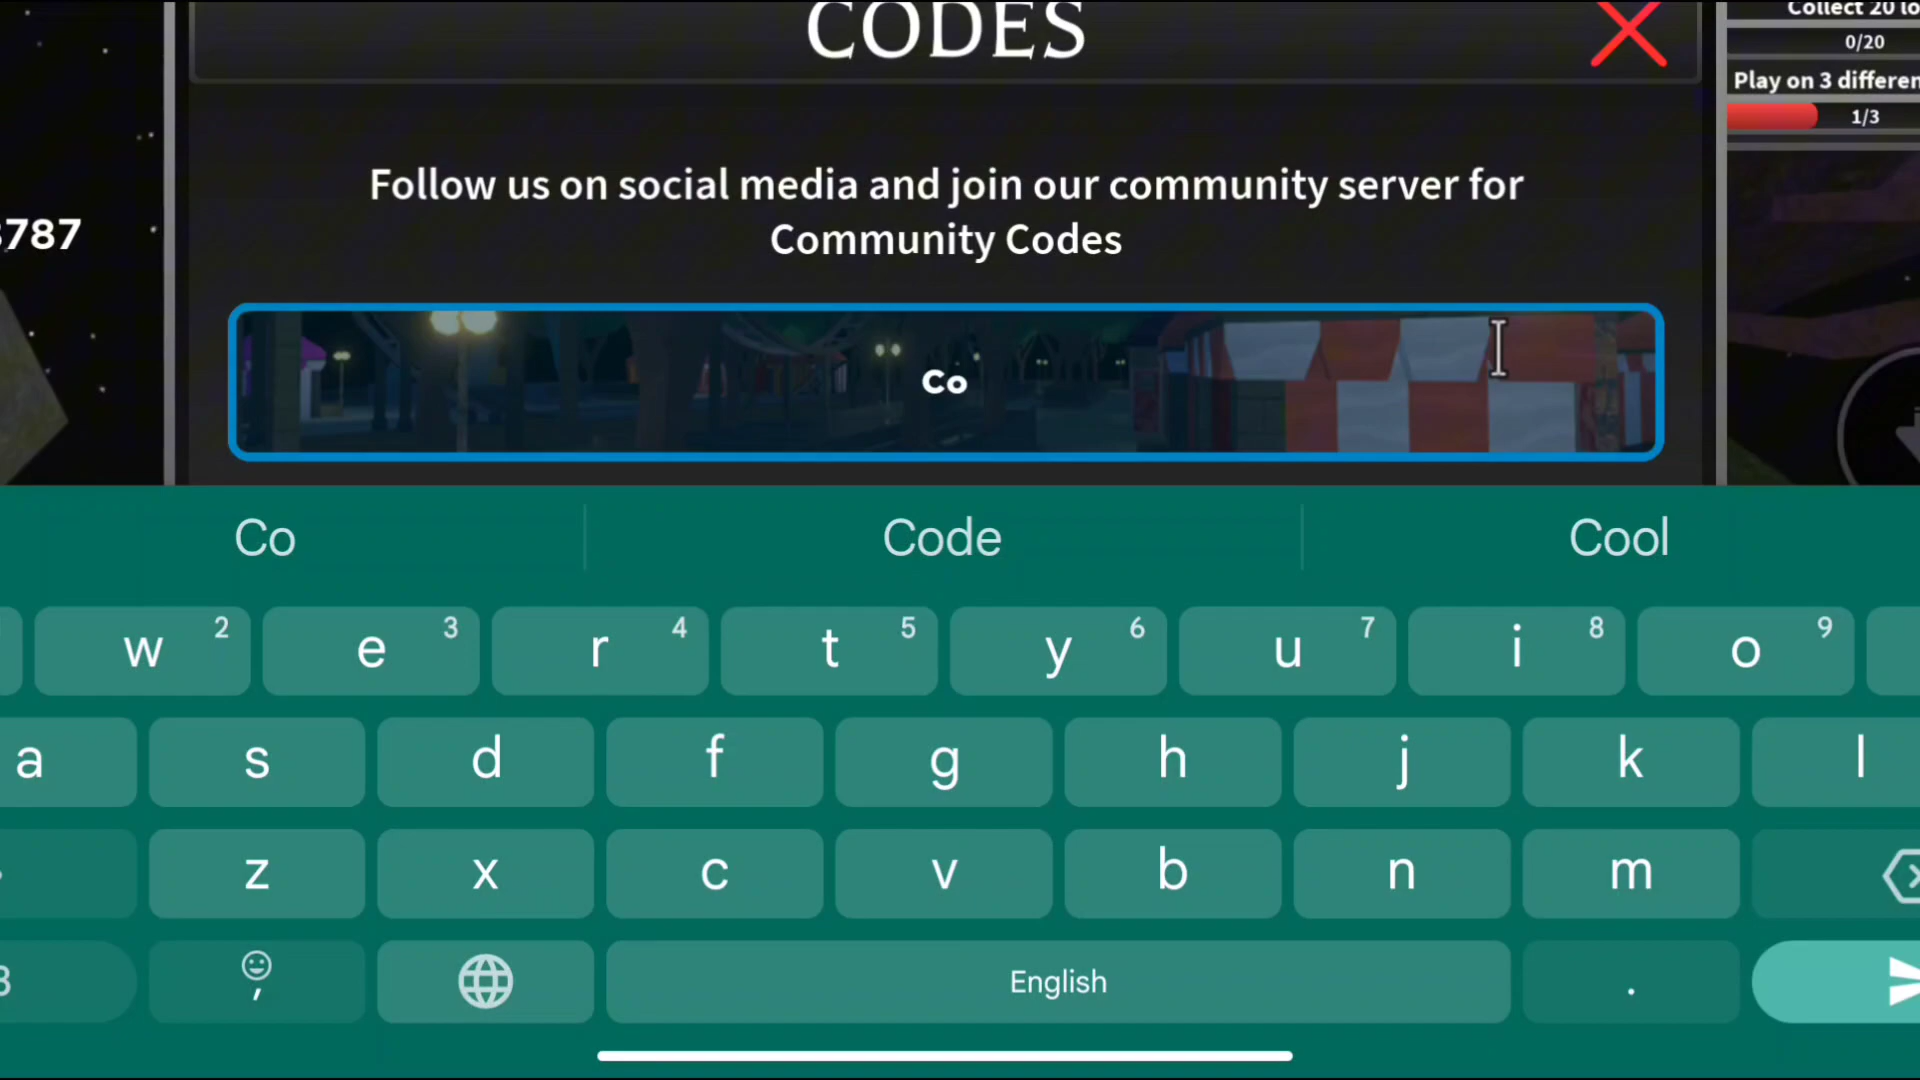 CODES
Collect 20 lo
0/20
Play on 3 differen
1/3
787
Follow us on social media and join our community server for
Community Codes
Co
Co Code Cool
w 2 e 3 r 4 t 5 y 6 u 7 i 8 o 9
a s d f g h j k l
z x c v b n m
, English .